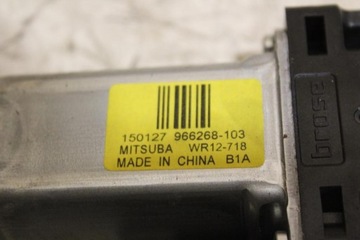 150127 966268-103
MITSUBA WR12-718
MADE IN CHINA B1A
brose